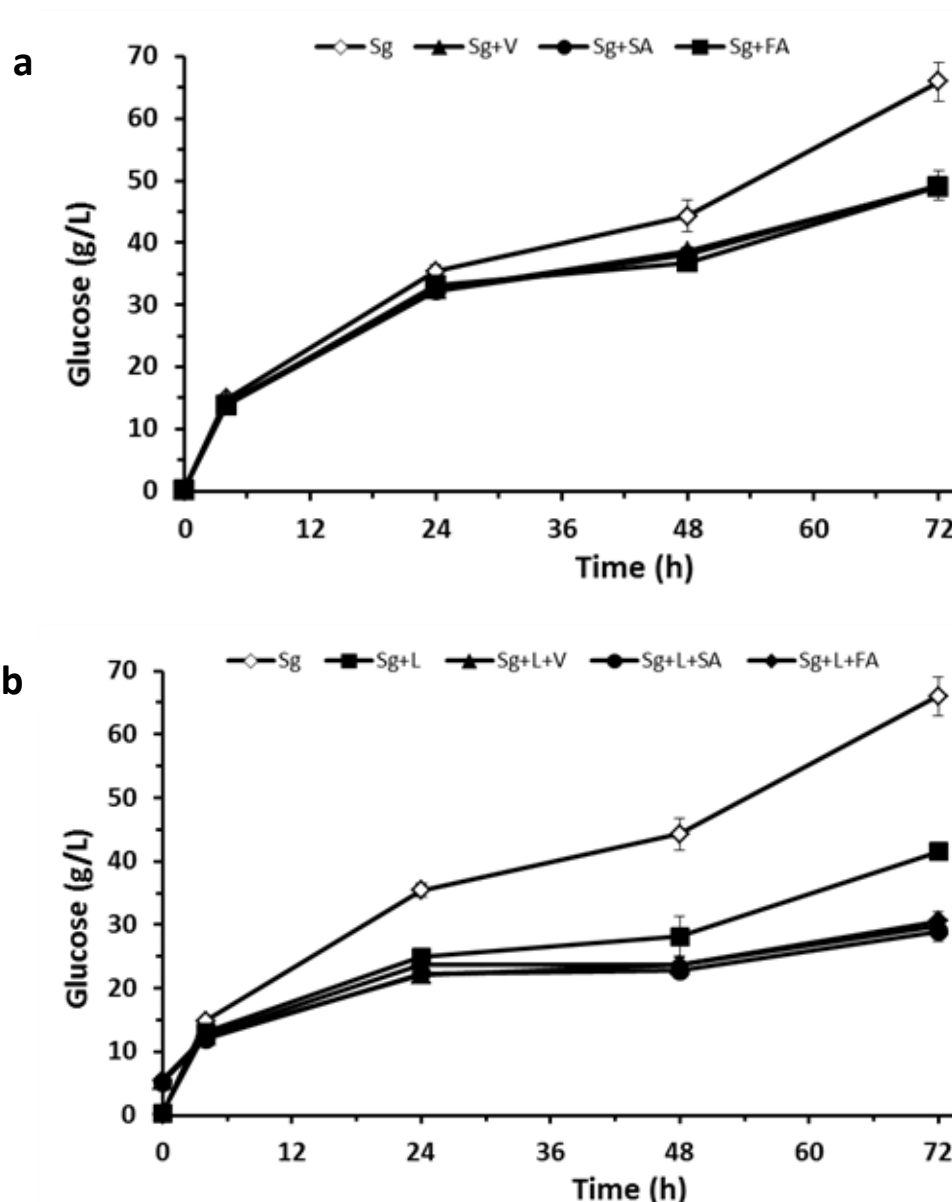 a
Sg Sg+V Sg+SA Sg+FA
70
60
50
40
30
20
10
0
Glucose (g/L)
0 12 24 36 48 60 72
Time (h)
b
Sg Sg+L Sg+L+V Sg+L+SA Sg+L+FA
70
60
50
40
30
20
10
0
Glucose (g/L)
0 12 24 36 48 60 72
Time (h)